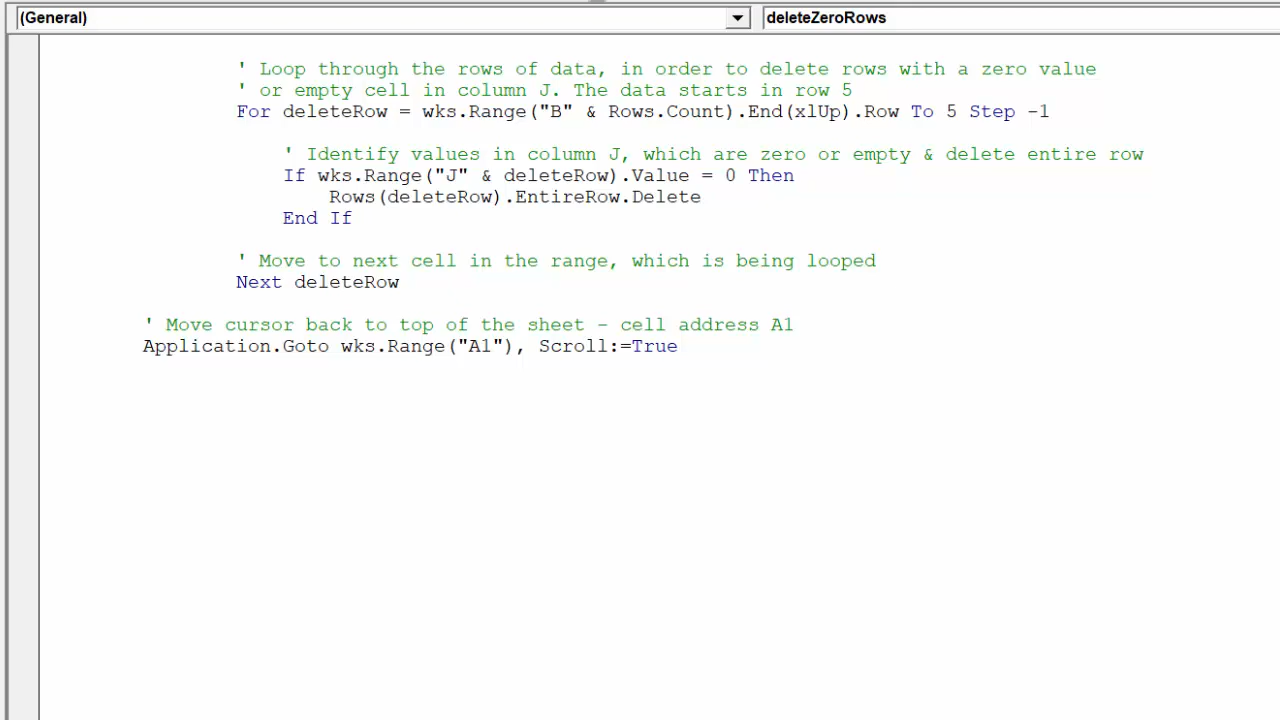 (General)
deleteZeroRows
' Loop through the rows of data, in order to delete rows with a zero value
' or empty cell in column J. The data starts in row 5
For deleteRow = wks.Range("B" & Rows.Count).End(xlUp).Row To 5 Step -1
' Identify values in column J, which are zero or empty & delete entire row
If wks.Range("J" & deleteRow).Value = 0 Then
Rows(deleteRow).EntireRow.Delete
End If
' Move to next cell in the range, which is being looped
Next deleteRow
' Move cursor back to top of the sheet - cell address A1
Application.Goto wks.Range("A1"), Scroll:=True